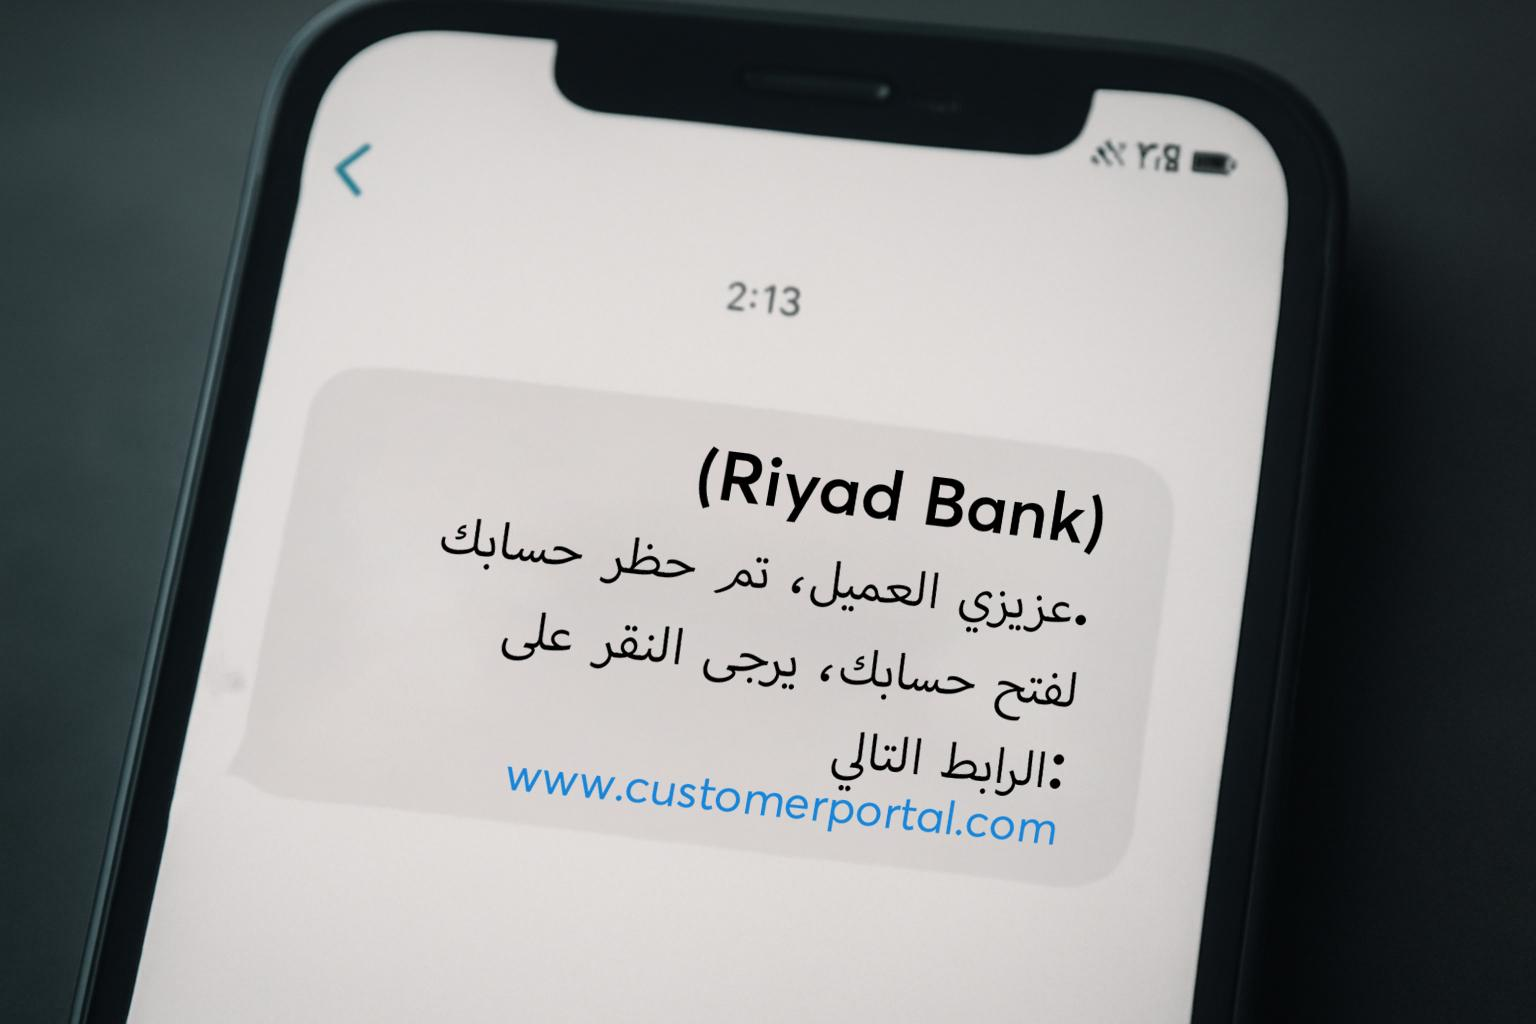 2:13
(Riyad Bank)
عزيزي العميل، تم حظر حسابك.
لفتح حسابك، يرجى النقر على
الرابط التالي:
www.customerportal.com